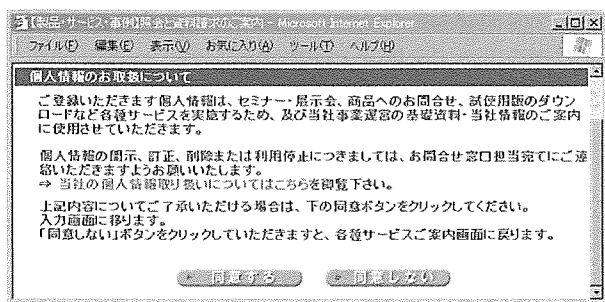 【製品・サービス・事例】照会と資料請求のご案内 - Microsoft Internet Explorer
ファイル(F) 編集(E) 表示(V) お気に入り(A) ツール(T) ヘルプ(H)
個人情報のお取扱について
ご登録いただきます個人情報は、セミナー・展示会、商品へのお問合せ、試使用版のダウン
ロードなど各種サービスを実施するため、及び当社事業運営の基礎資料・当社情報のご案内
に使用させていただきます。
個人情報の開示、訂正、削除または利用停止につきましては、お問合せ窓口担当宛てにご連
絡いただきますようお願いいたします。
⇒ 当社の個人情報取り扱いについてはこちらを御覧下さい。
上記内容についてご了承いただける場合は、下の同意ボタンをクリックしてください。
入力画面に移ります。
「同意しない」ボタンをクリックしていただきますと、各種サービスご案内画面に戻ります。
同意する 同意しない